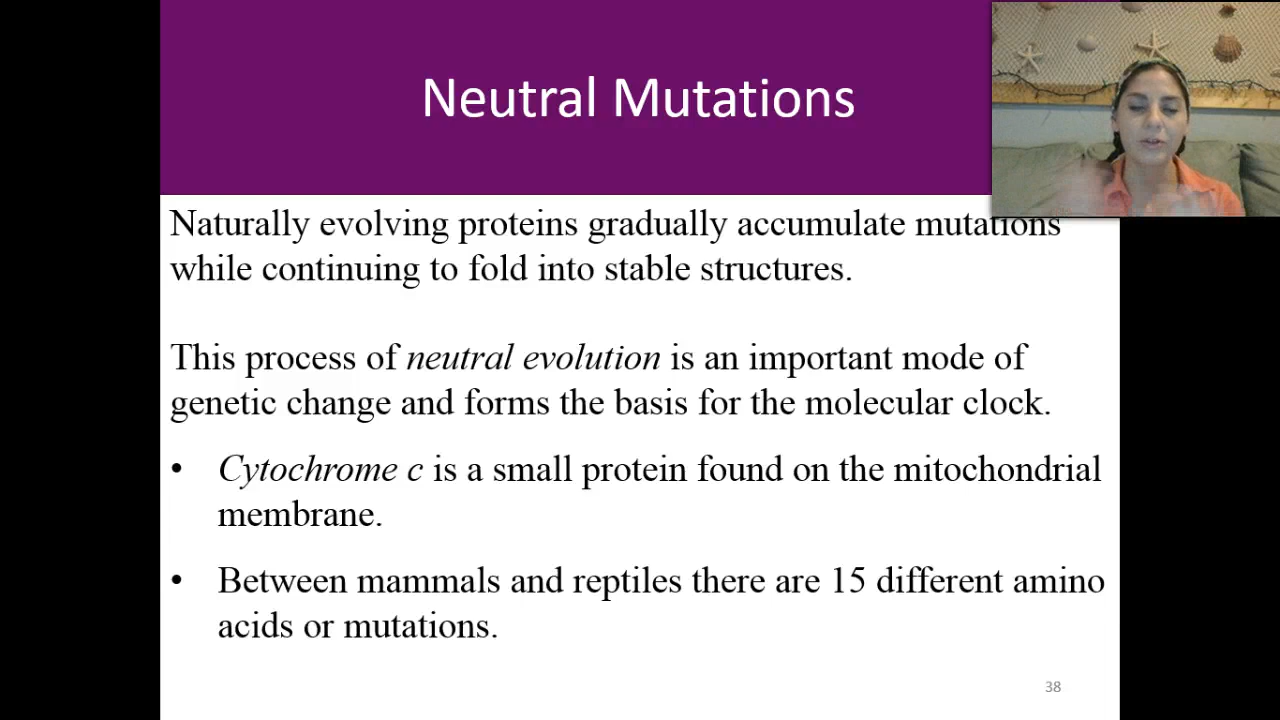 Neutral Mutations
Naturally evolving proteins gradually accumulate mutations
while continuing to fold into stable structures.
This process of neutral evolution is an important mode of
genetic change and forms the basis for the molecular clock.
• Cytochrome c is a small protein found on the mitochondrial
membrane.
• Between mammals and reptiles there are 15 different amino
acids or mutations.
38